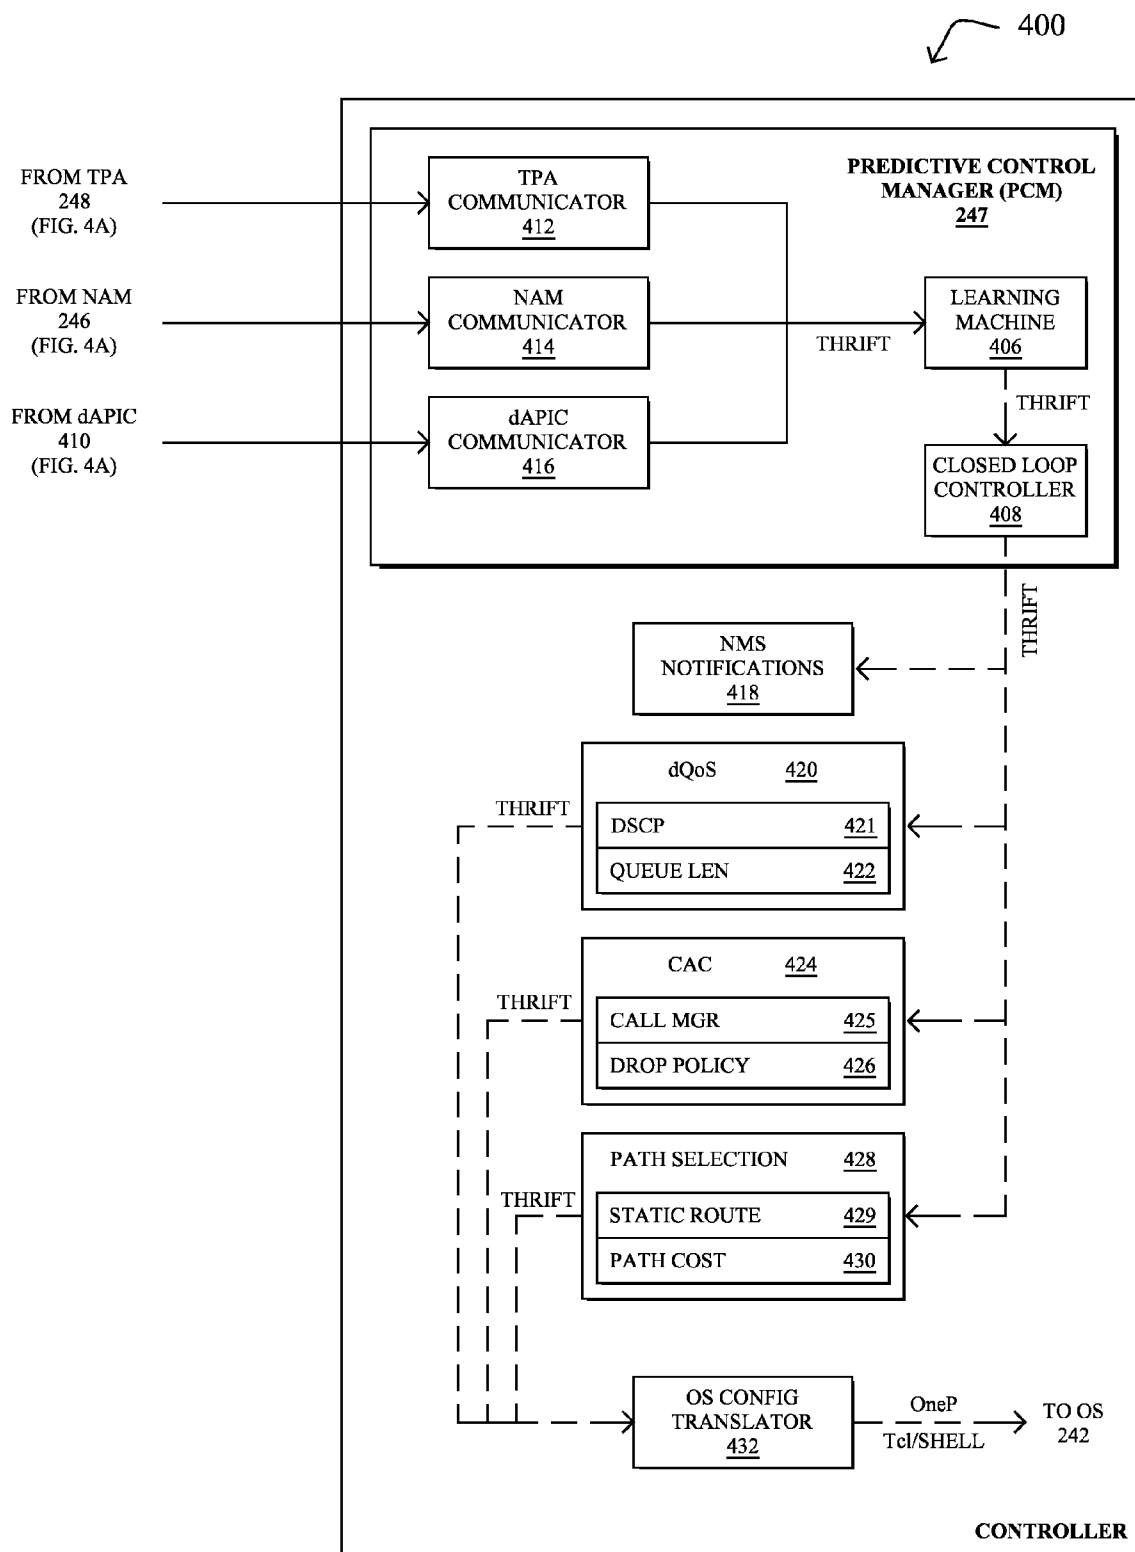 400
FROM TPA
248
(FIG. 4A)
TPA
COMMUNICATOR
412
PREDICTIVE CONTROL
MANAGER (PCM)
247
FROM NAM
246
(FIG. 4A)
NAM
COMMUNICATOR
414
THRIFT
LEARNING
MACHINE
406
THRIFT
FROM dAPIC
410
(FIG. 4A)
dAPIC
COMMUNICATOR
416
CLOSED LOOP
CONTROLLER
408
THRIFT
NMS
NOTIFICATIONS
418
dQoS 420
THRIFT
DSCP 421
QUEUE LEN 422
CAC 424
THRIFT
CALL MGR 425
DROP POLICY 426
PATH SELECTION 428
THRIFT
STATIC ROUTE 429
PATH COST 430
OS CONFIG
TRANSLATOR
432
OneP
Tcl/SHELL
TO OS
242
CONTROLLER